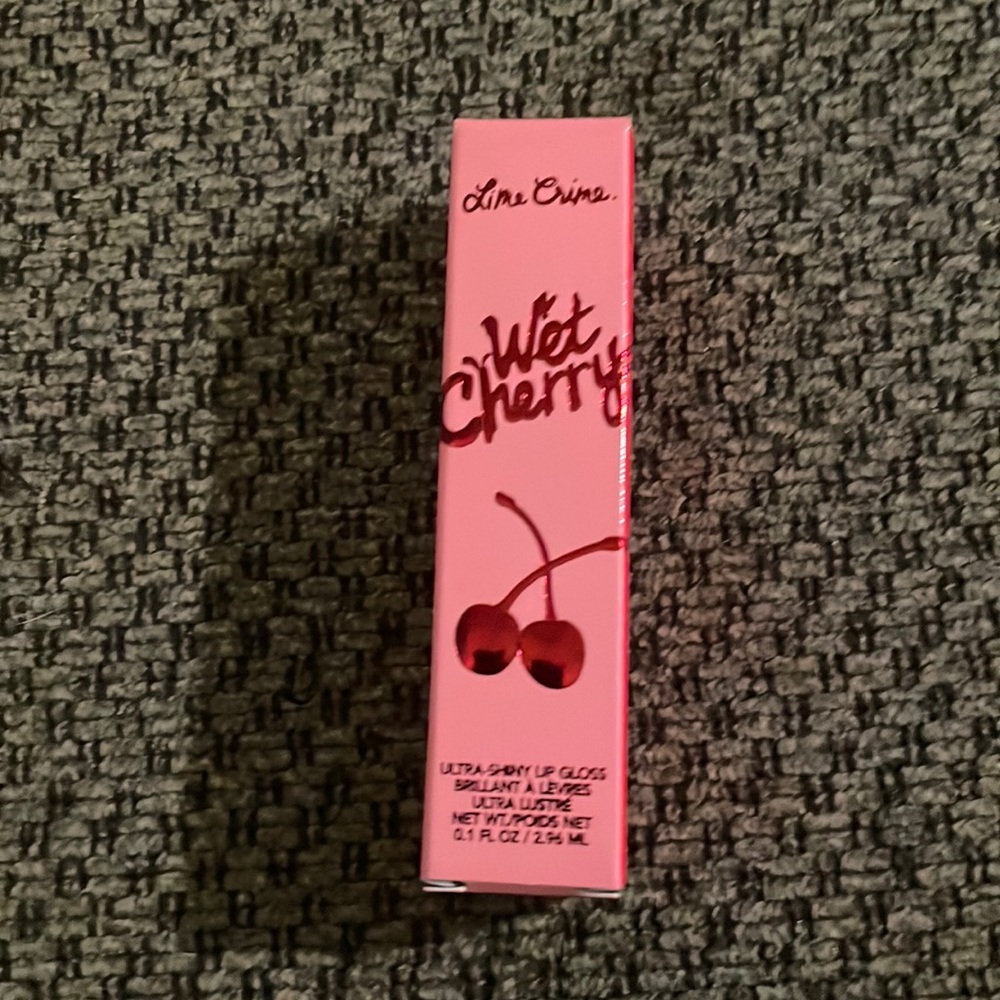 Lime Crime.
Wet
Cherry
ULTRA-SHINY LIP GLOSS
BRILLANT À LÈVRES
ULTRA LUSTRÉ
NET WT./POIDS NET
0.1 FL OZ / 2.96 ML